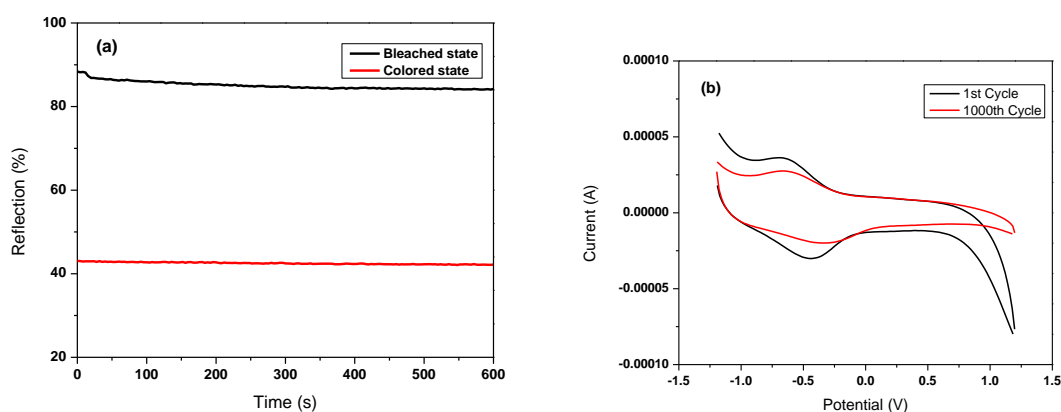 (a)
Bleached state
Colored state
Reflection (%)
100
80
60
40
20
0 100 200 300 400 500 600
Time (s)
(b)
1st Cycle
1000th Cycle
Current (A)
0.00010
0.00005
0.00000
-0.00005
-0.00010
-1.5 -1.0 -0.5 0.0 0.5 1.0 1.5
Potential (V)